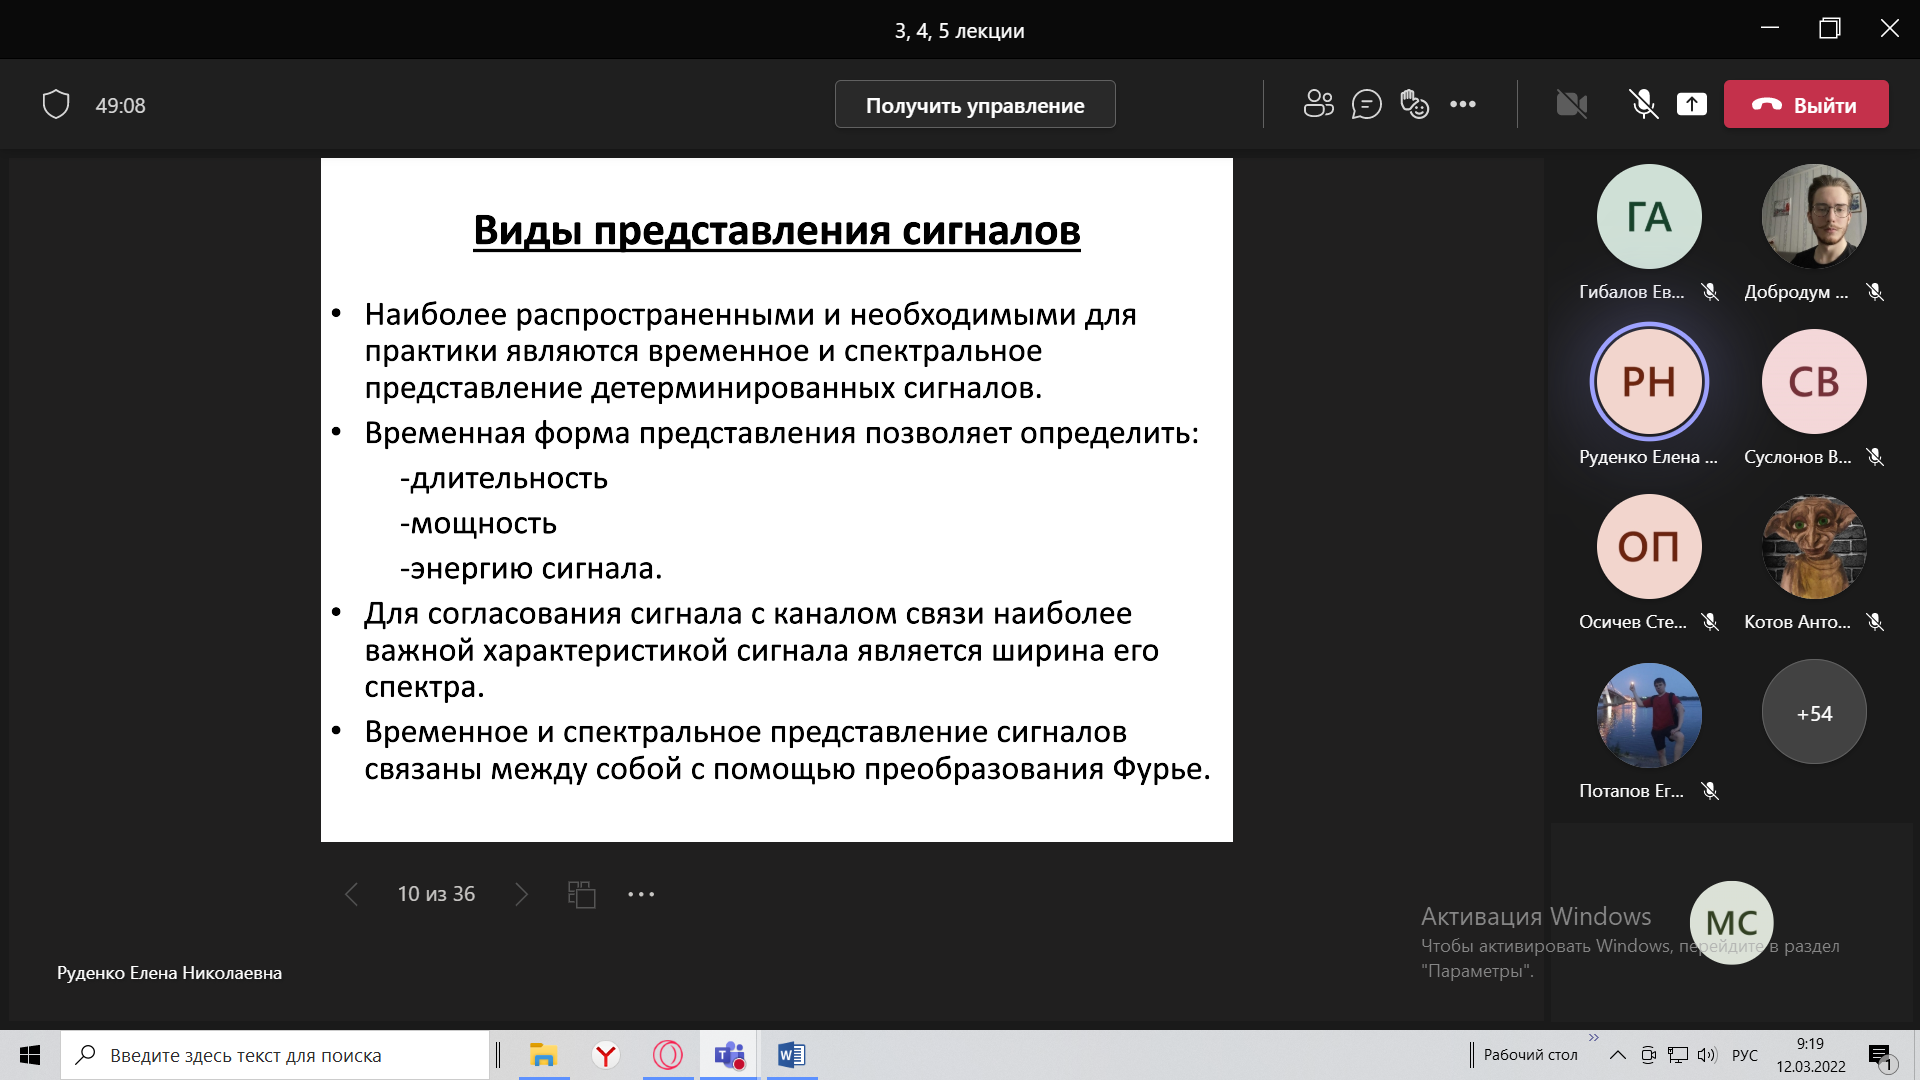 3, 4, 5 лекции
49:08
Получить управление
Выйти
Виды представления сигналов
• Наиболее распространенными и необходимыми для
практики являются временное и спектральное
представление детерминированных сигналов.
• Временная форма представления позволяет определить:
-длительность
-мощность
-энергию сигнала.
• Для согласования сигнала с каналом связи наиболее
важной характеристикой сигнала является ширина его
спектра.
• Временное и спектральное представление сигналов
связаны между собой с помощью преобразования Фурье.
10 из 36
Руденко Елена Николаевна
ГА
Гибалов Ев...
Добродум ...
РН
Руденко Елена ...
СВ
Суслонов В...
ОП
Осичев Сте...
Котов Анто...
Потапов Ег...
+54
МС
Активация Windows
Чтобы активировать Windows, перейдите в раздел
"Параметры".
Введите здесь текст для поиска
Рабочий стол
РУС
9:19
12.03.2022
1